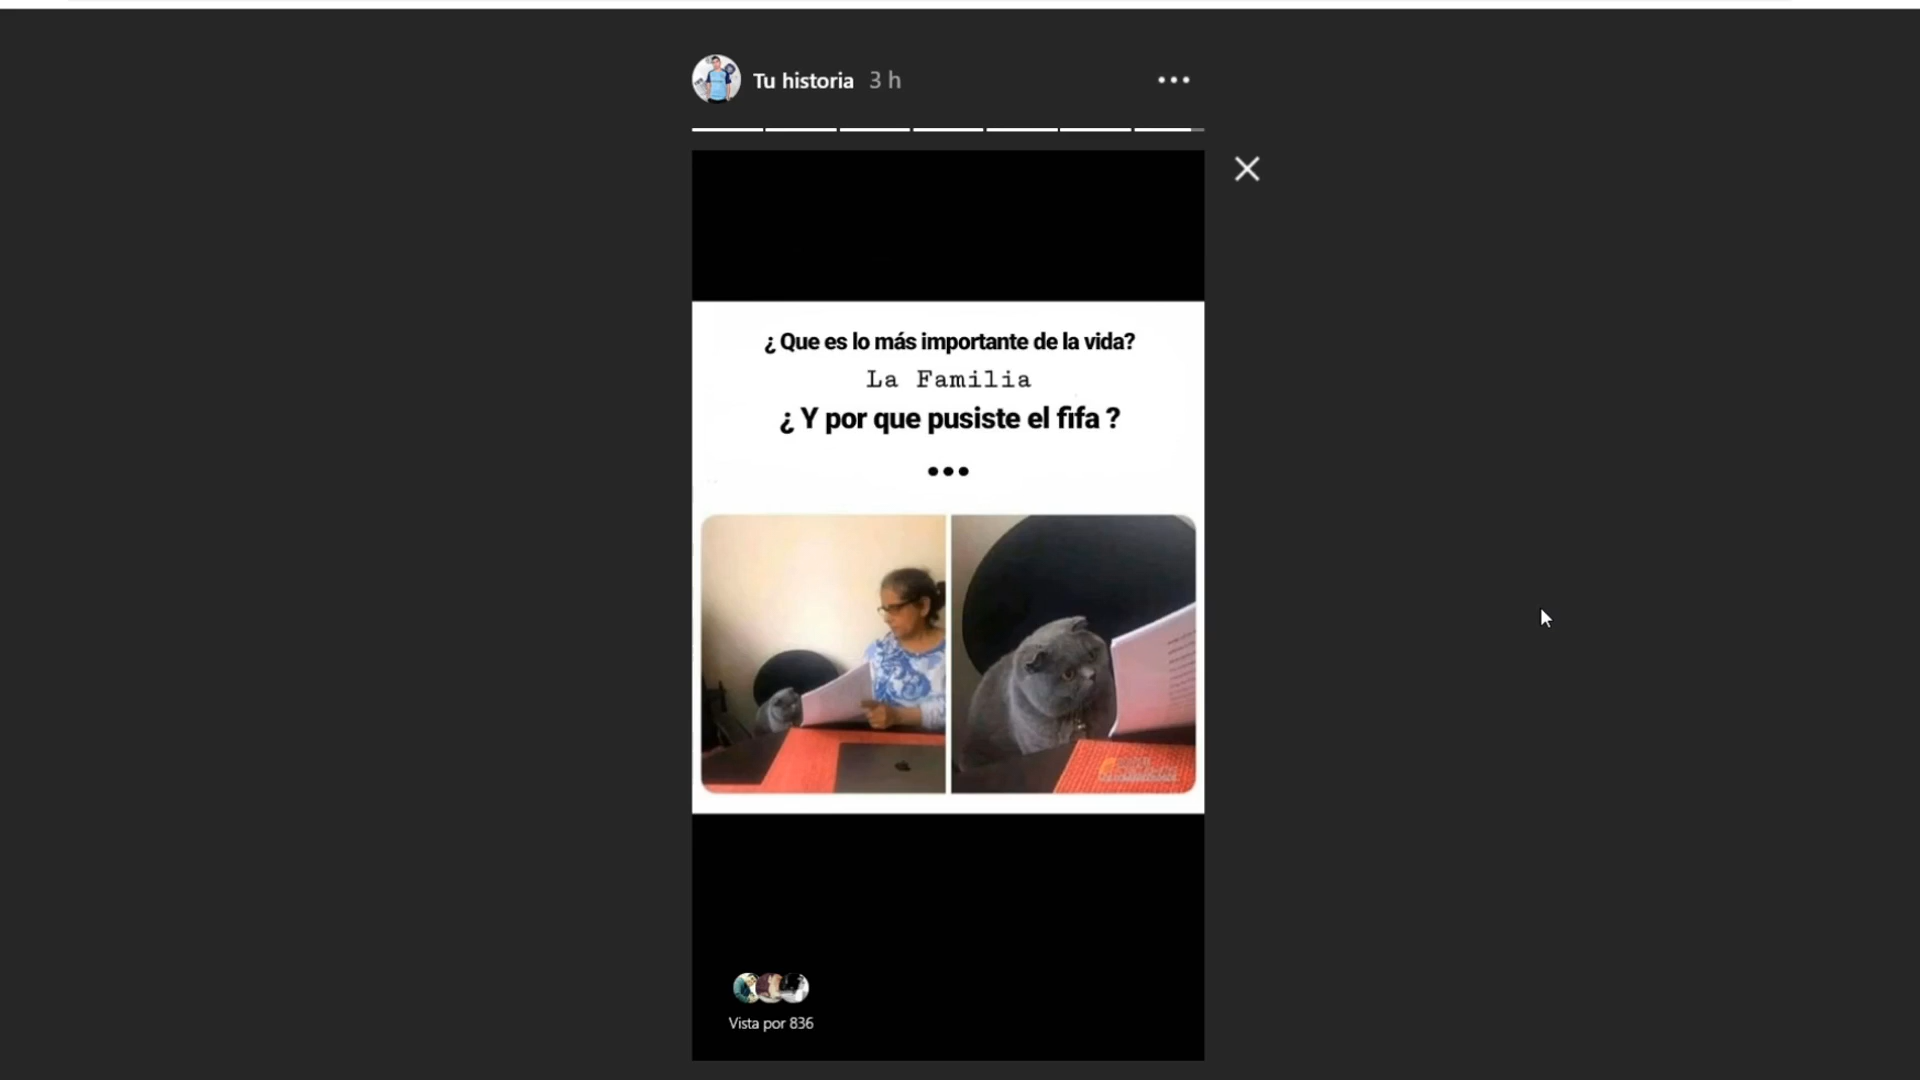 Tu historia 3 h
¿ Que es lo más importante de la vida?
La Familia
¿ Y por que pusiste el fifa ?
•••
Vista por 836